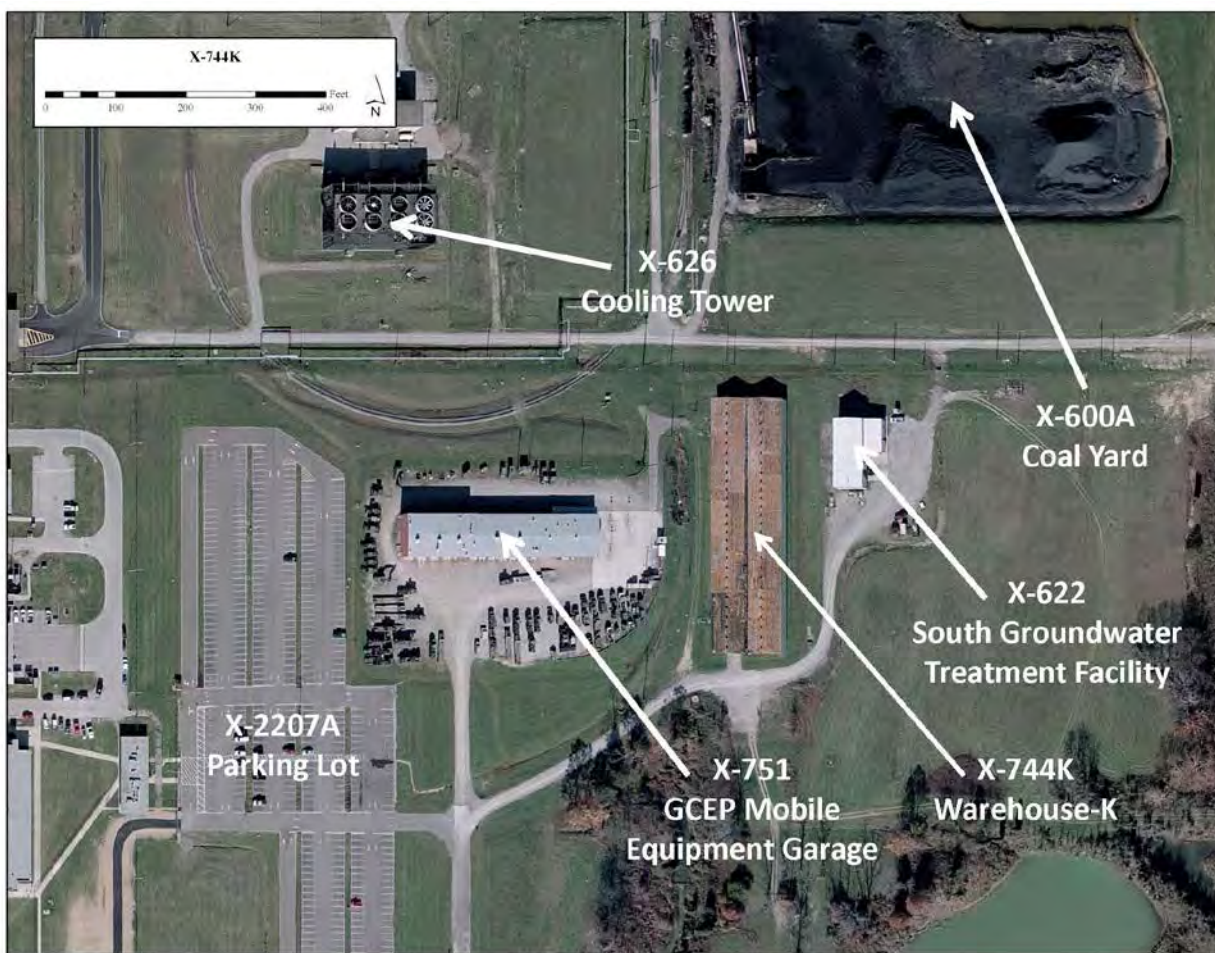 X-744K
Feet
0 100 200 300 400
N
X-626
Cooling Tower
X-600A
Coal Yard
X-622
South Groundwater
Treatment Facility
X-2207A
Parking Lot
X-751
GCEP Mobile
Equipment Garage
X-744K
Warehouse-K